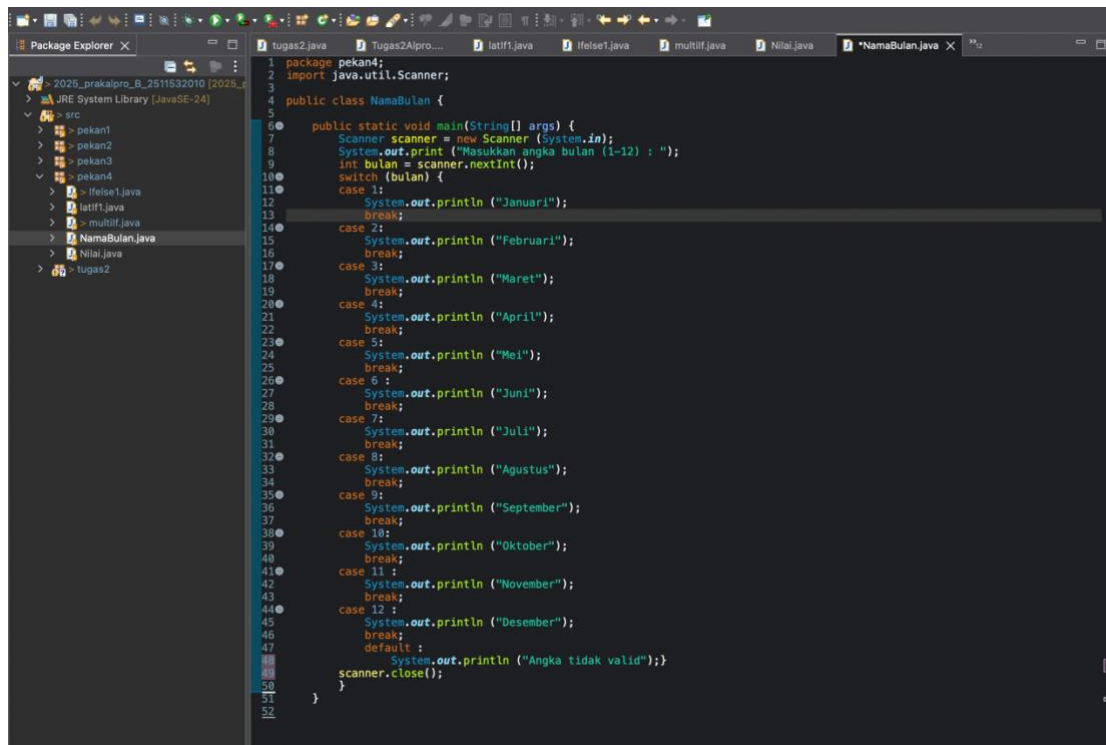 Package Explorer
> 2025_prakalpro_B_2511532010 [2025_p
JRE System Library [JavaSE-24]
> src
> pekan1
> pekan2
> pekan3
> pekan4
> Ifelse1.java
latIf1.java
> multiIf.java
NamaBulan.java
Nilai.java
> tugas2
tugas2.java Tugas2Alpro.... latIf1.java Ifelse1.java multiIf.java Nilai.java *NamaBulan.java »12
1 package pekan4;
2 import java.util.Scanner;
3
4 public class NamaBulan {
5
6 public static void main(String[] args) {
7 Scanner scanner = new Scanner (System.in);
8 System.out.print ("Masukkan angka bulan (1-12) : ");
9 int bulan = scanner.nextInt();
10 switch (bulan) {
11 case 1:
12 System.out.println ("Januari");
13 break;
14 case 2:
15 System.out.println ("Februari");
16 break;
17 case 3:
18 System.out.println ("Maret");
19 break;
20 case 4:
21 System.out.println ("April");
22 break;
23 case 5:
24 System.out.println ("Mei");
25 break;
26 case 6 :
27 System.out.println ("Juni");
28 break;
29 case 7:
30 System.out.println ("Juli");
31 break;
32 case 8:
33 System.out.println ("Agustus");
34 break;
35 case 9:
36 System.out.println ("September");
37 break;
38 case 10:
39 System.out.println ("Oktober");
40 break;
41 case 11 :
42 System.out.println ("November");
43 break;
44 case 12 :
45 System.out.println ("Desember");
46 break;
47 default :
48 System.out.println ("Angka tidak valid");}
49 scanner.close();
50 }
51 }
52